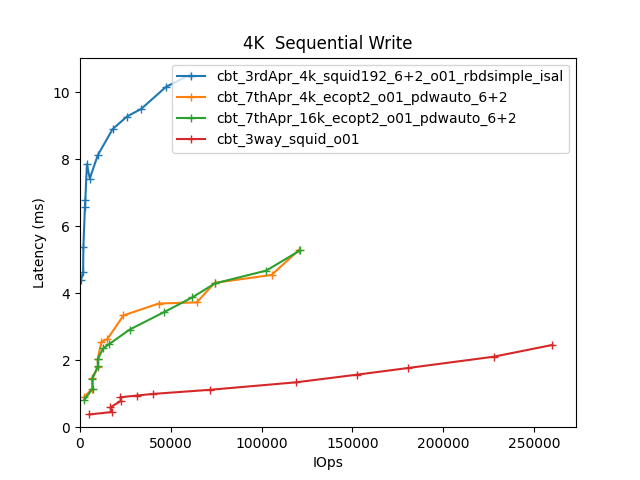 4K  Sequential Write
cbt_3rdApr_4k_squid192_6+2_o01_rbdsimple_isal
cbt_7thApr_4k_ecopt2_o01_pdwauto_6+2
cbt_7thApr_16k_ecopt2_o01_pdwauto_6+2
cbt_3way_squid_o01
Latency (ms)
10
8
6
4
2
0
0 50000 100000 150000 200000 250000
IOps